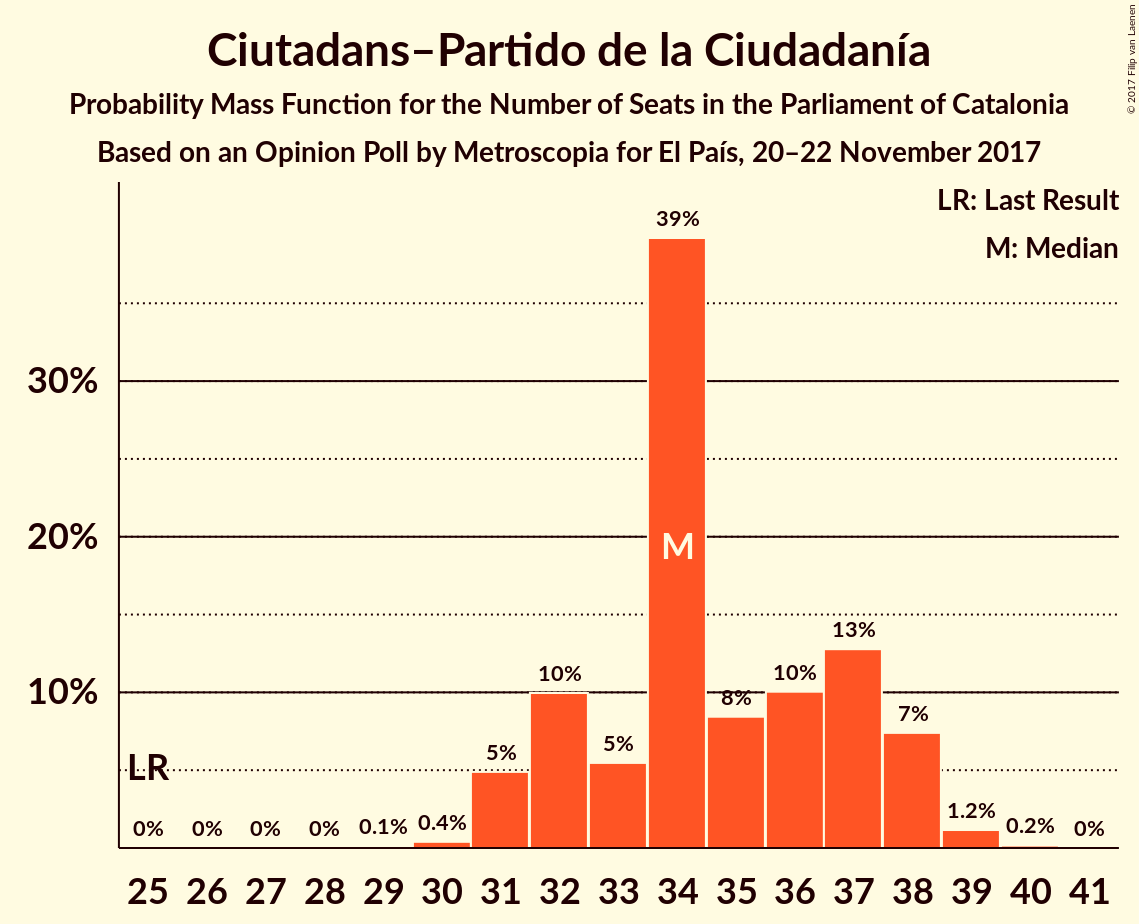 Ciutadans–Partido de la Ciudadanía
Probability Mass Function for the Number of Seats in the Parliament of Catalonia
Based on an Opinion Poll by Metroscopia for El País, 20–22 November 2017
© 2017 Filip van Laenen
LR: Last Result
M: Median
39%
30%
20%
M
13%
10%
10%
10%
8%
7%
5%
5%
LR
0%
0%
0%
0%
0.1%
0.4%
1.2%
0.2%
0%
25 26 27 28 29 30 31 32 33 34 35 36 37 38 39 40 41